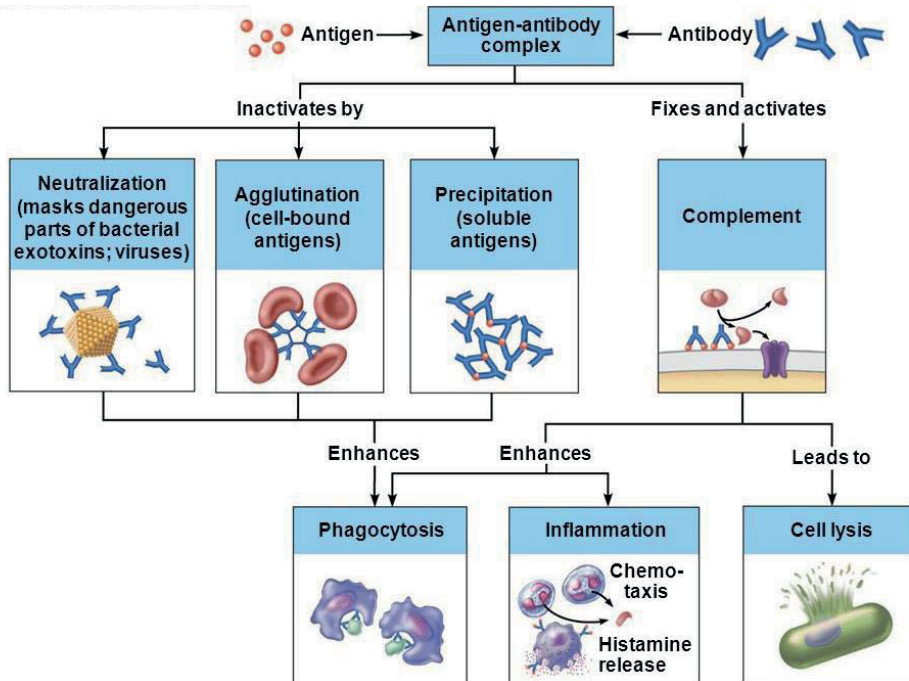 Antigen
Antigen-antibody
complex
Antibody
Inactivates by
Fixes and activates
Neutralization
(masks dangerous
parts of bacterial
exotoxins; viruses)
Agglutination
(cell-bound
antigens)
Precipitation
(soluble
antigens)
Complement
Enhances
Enhances
Leads to
Phagocytosis
Inflammation
Cell lysis
Chemo-
taxis
Histamine
release